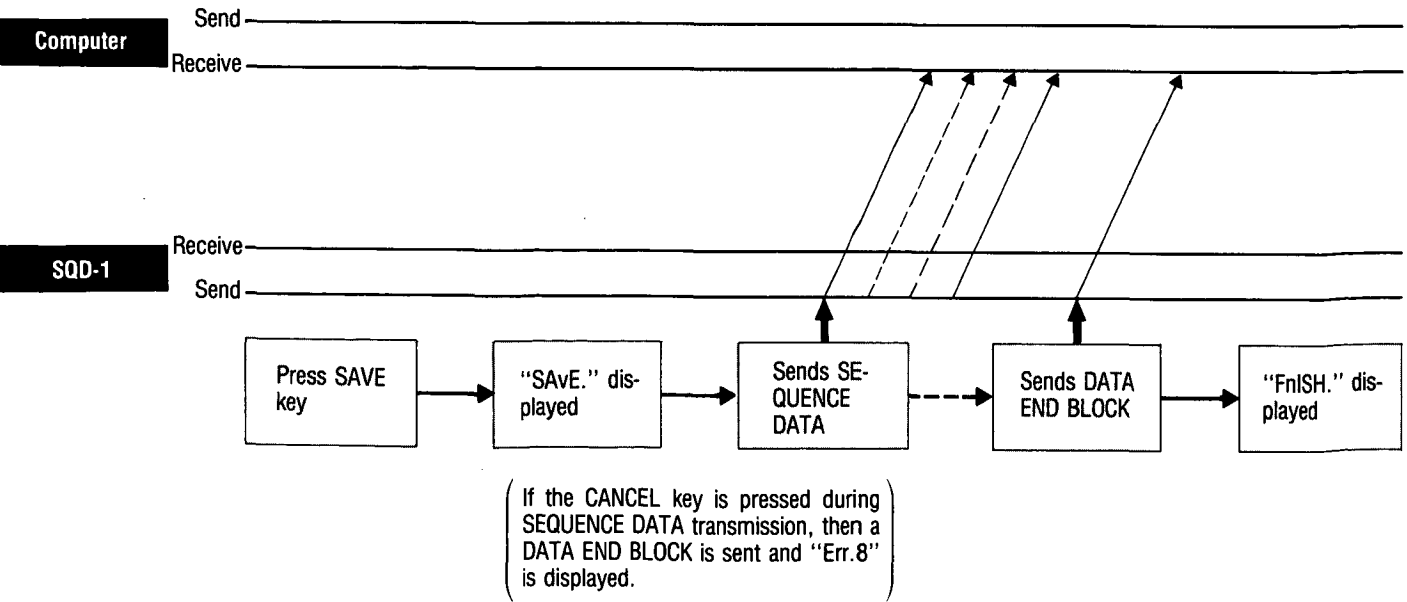 Computer
Send
Receive
SQD-1
Receive
Send
Press SAVE
key
“SAvE.” dis-
played
Sends SE-
QUENCE
DATA
Sends DATA
END BLOCK
“FnISH.” dis-
played
If the CANCEL key is pressed during
SEQUENCE DATA transmission, then a
DATA END BLOCK is sent and “Err.8”
is displayed.